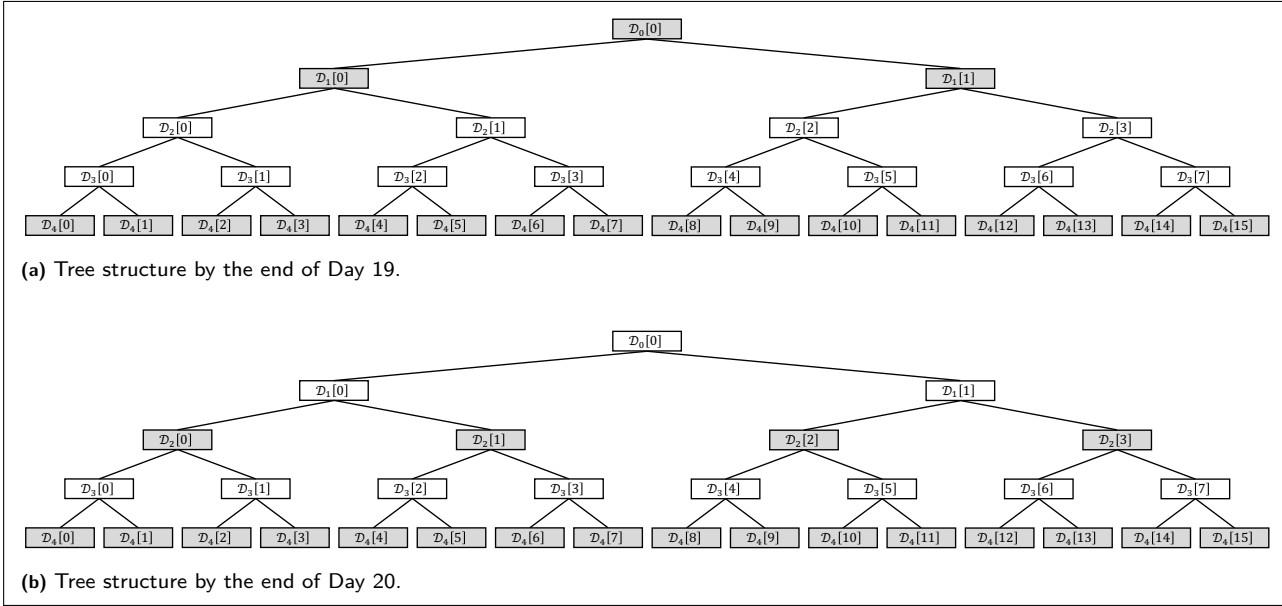 𝒟₀[0]
𝒟₁[0] 𝒟₁[1]
𝒟₂[0] 𝒟₂[1] 𝒟₂[2] 𝒟₂[3]
𝒟₃[0] 𝒟₃[1] 𝒟₃[2] 𝒟₃[3] 𝒟₃[4] 𝒟₃[5] 𝒟₃[6] 𝒟₃[7]
𝒟₄[0] 𝒟₄[1] 𝒟₄[2] 𝒟₄[3] 𝒟₄[4] 𝒟₄[5] 𝒟₄[6] 𝒟₄[7] 𝒟₄[8] 𝒟₄[9] 𝒟₄[10] 𝒟₄[11] 𝒟₄[12] 𝒟₄[13] 𝒟₄[14] 𝒟₄[15]
(a) Tree structure by the end of Day 19.
𝒟₀[0]
𝒟₁[0] 𝒟₁[1]
𝒟₂[0] 𝒟₂[1] 𝒟₂[2] 𝒟₂[3]
𝒟₃[0] 𝒟₃[1] 𝒟₃[2] 𝒟₃[3] 𝒟₃[4] 𝒟₃[5] 𝒟₃[6] 𝒟₃[7]
𝒟₄[0] 𝒟₄[1] 𝒟₄[2] 𝒟₄[3] 𝒟₄[4] 𝒟₄[5] 𝒟₄[6] 𝒟₄[7] 𝒟₄[8] 𝒟₄[9] 𝒟₄[10] 𝒟₄[11] 𝒟₄[12] 𝒟₄[13] 𝒟₄[14] 𝒟₄[15]
(b) Tree structure by the end of Day 20.